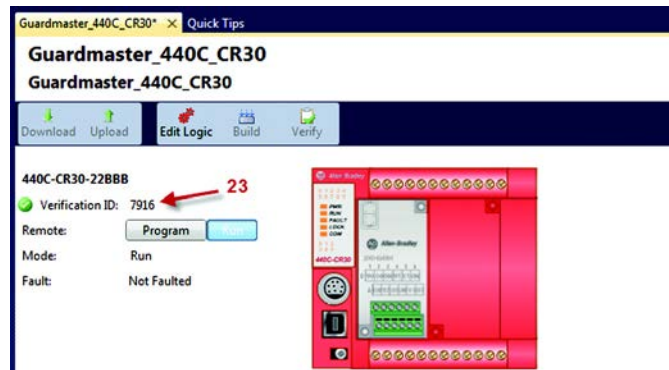 Guardmaster_440C_CR30* × Quick Tips
Guardmaster_440C_CR30
Guardmaster_440C_CR30
Download Upload Edit Logic Build Verify
440C-CR30-22BBB
Verification ID: 7916
23
Remote: Program Run
Mode: Run
Fault: Not Faulted
Allen-Bradley
PWR
RUN
FAULT
LOCK
COM
Allen-Bradley
440C-CR30